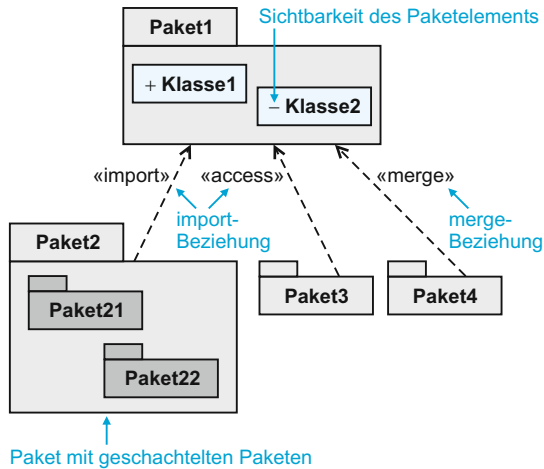 Paket1
Sichtbarkeit des Paketelements
+ Klasse1
– Klasse2
«import»
«access»
«merge»
import-
Beziehung
merge-
Beziehung
Paket2
Paket21
Paket22
Paket3
Paket4
Paket mit geschachtelten Paketen